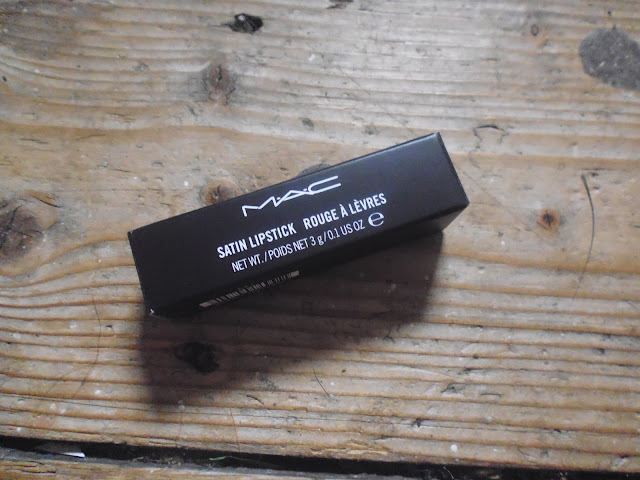 M·A·C
SATIN LIPSTICK ROUGE À LÈVRES
NET WT./POIDS NET 3 g/0.1 US OZ ℮